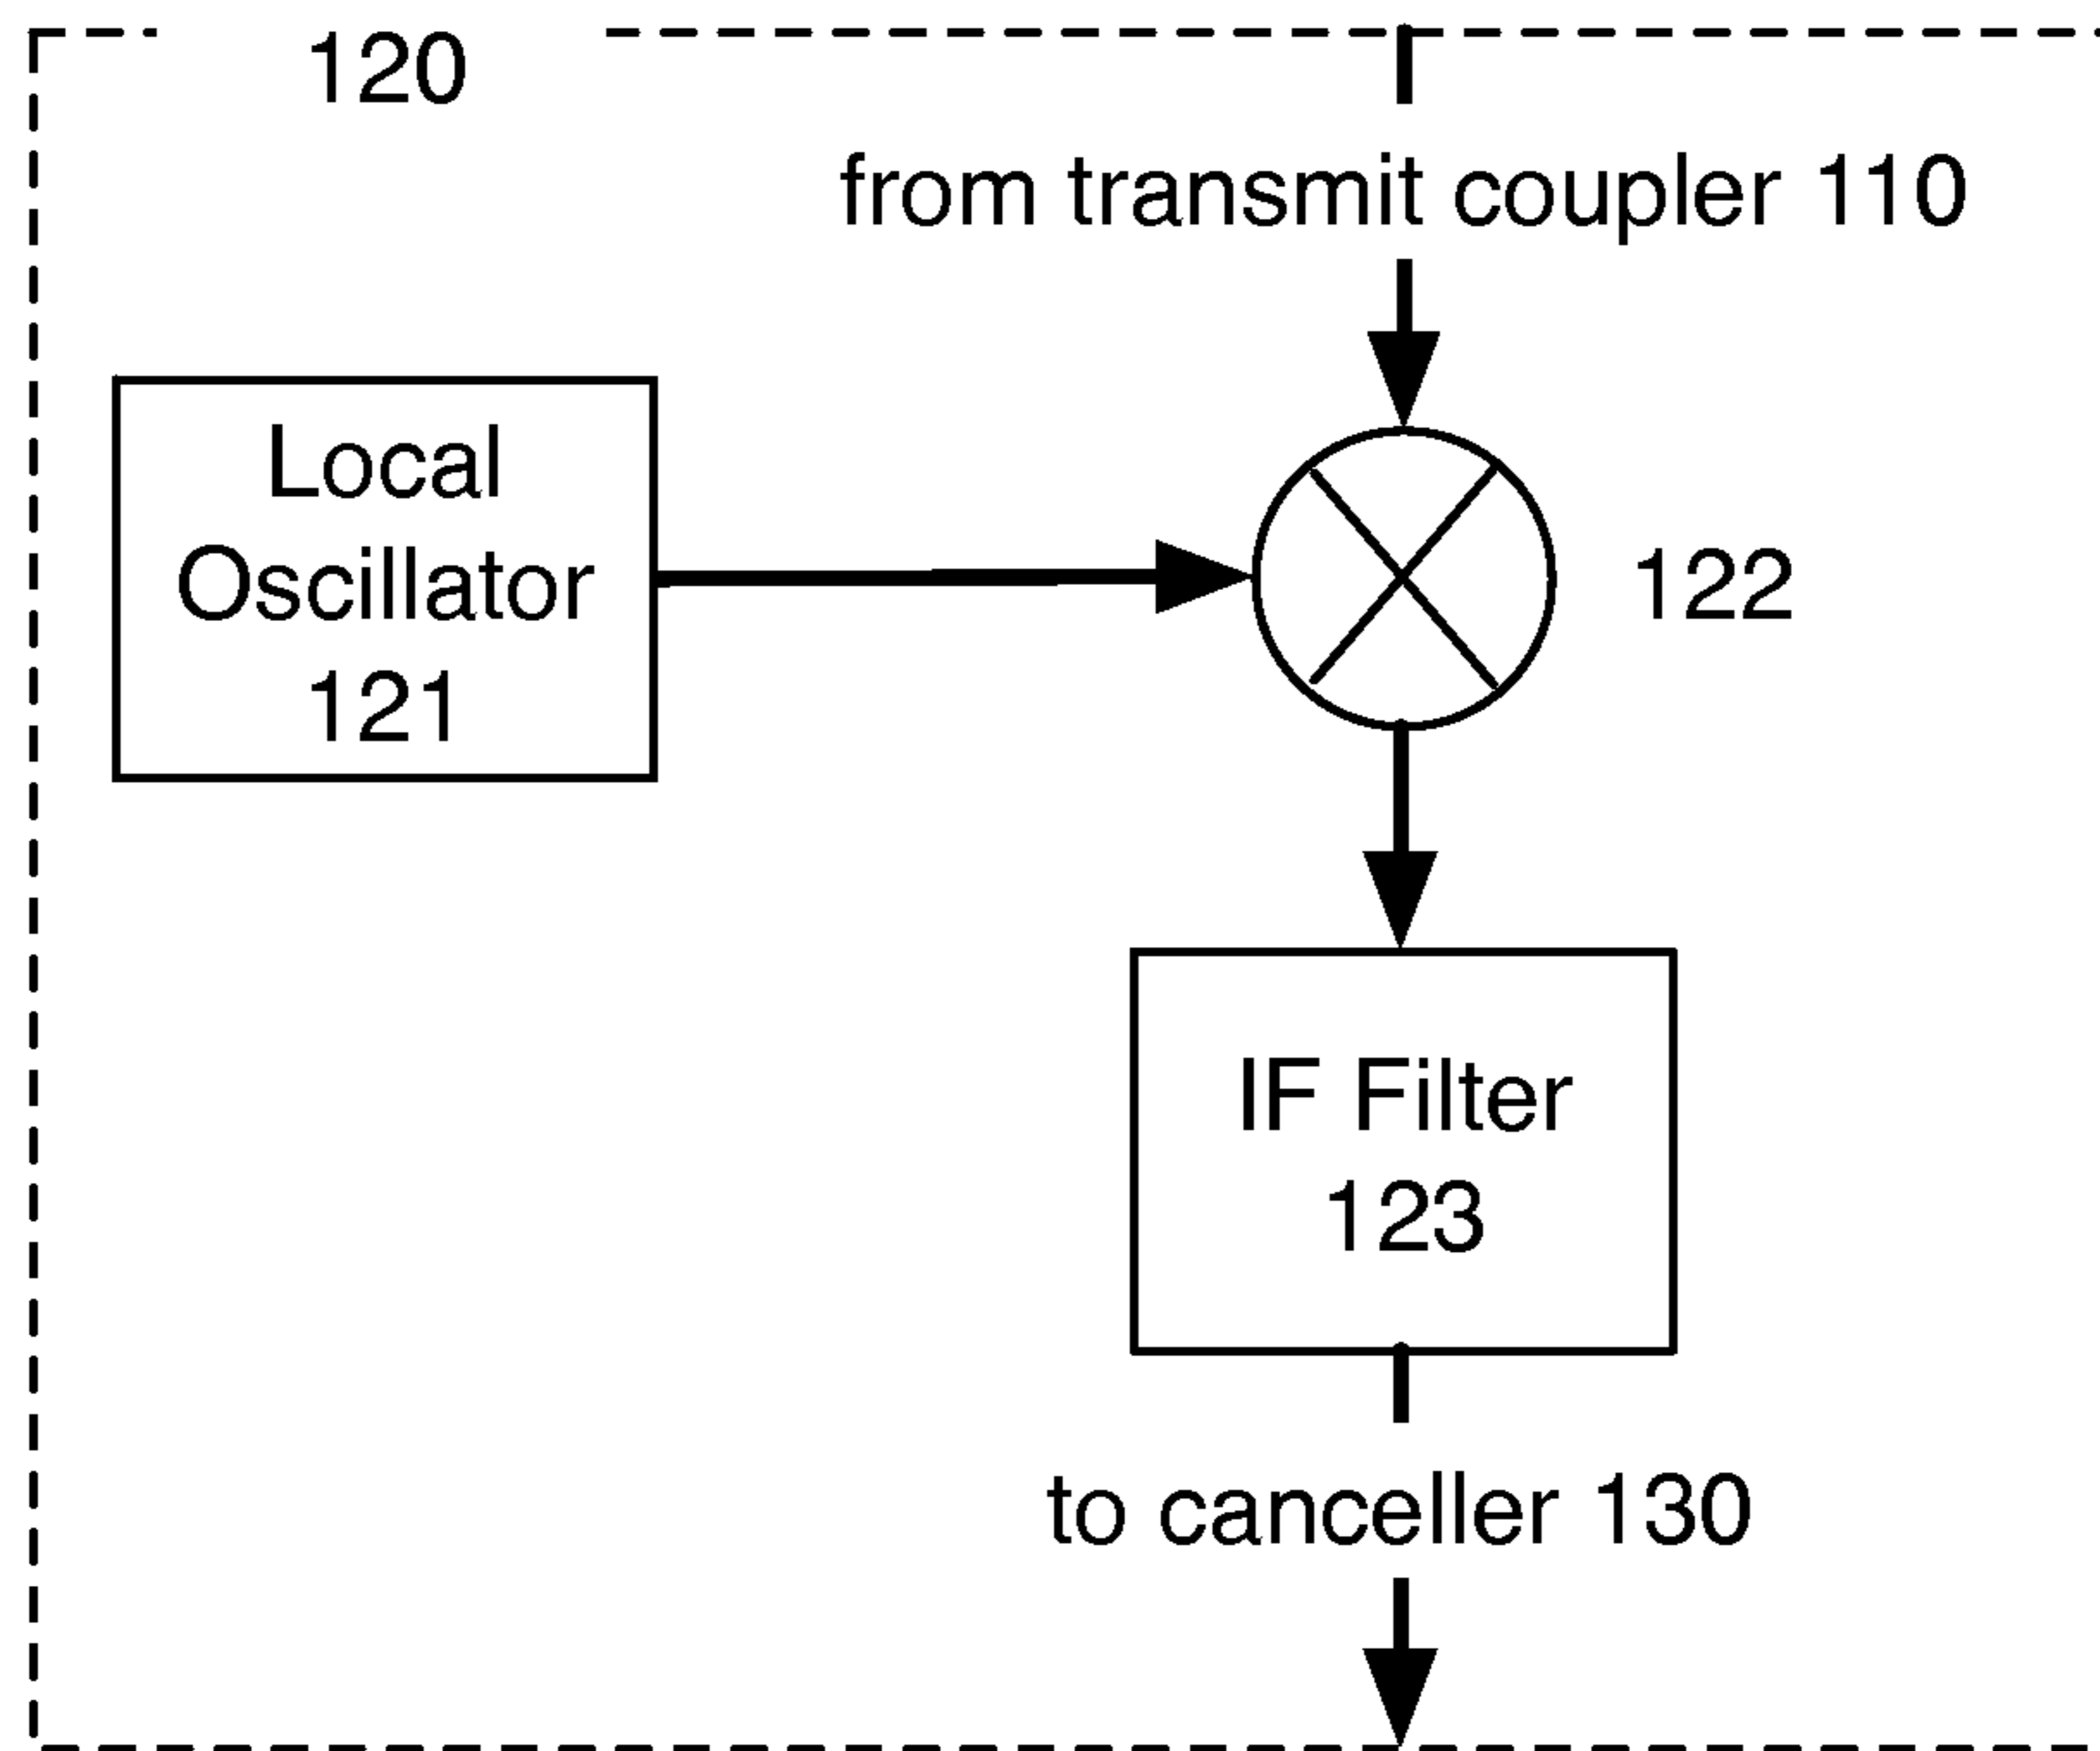 120
from transmit coupler 110
Local
Oscillator
121
122
IF Filter
123
to canceller 130